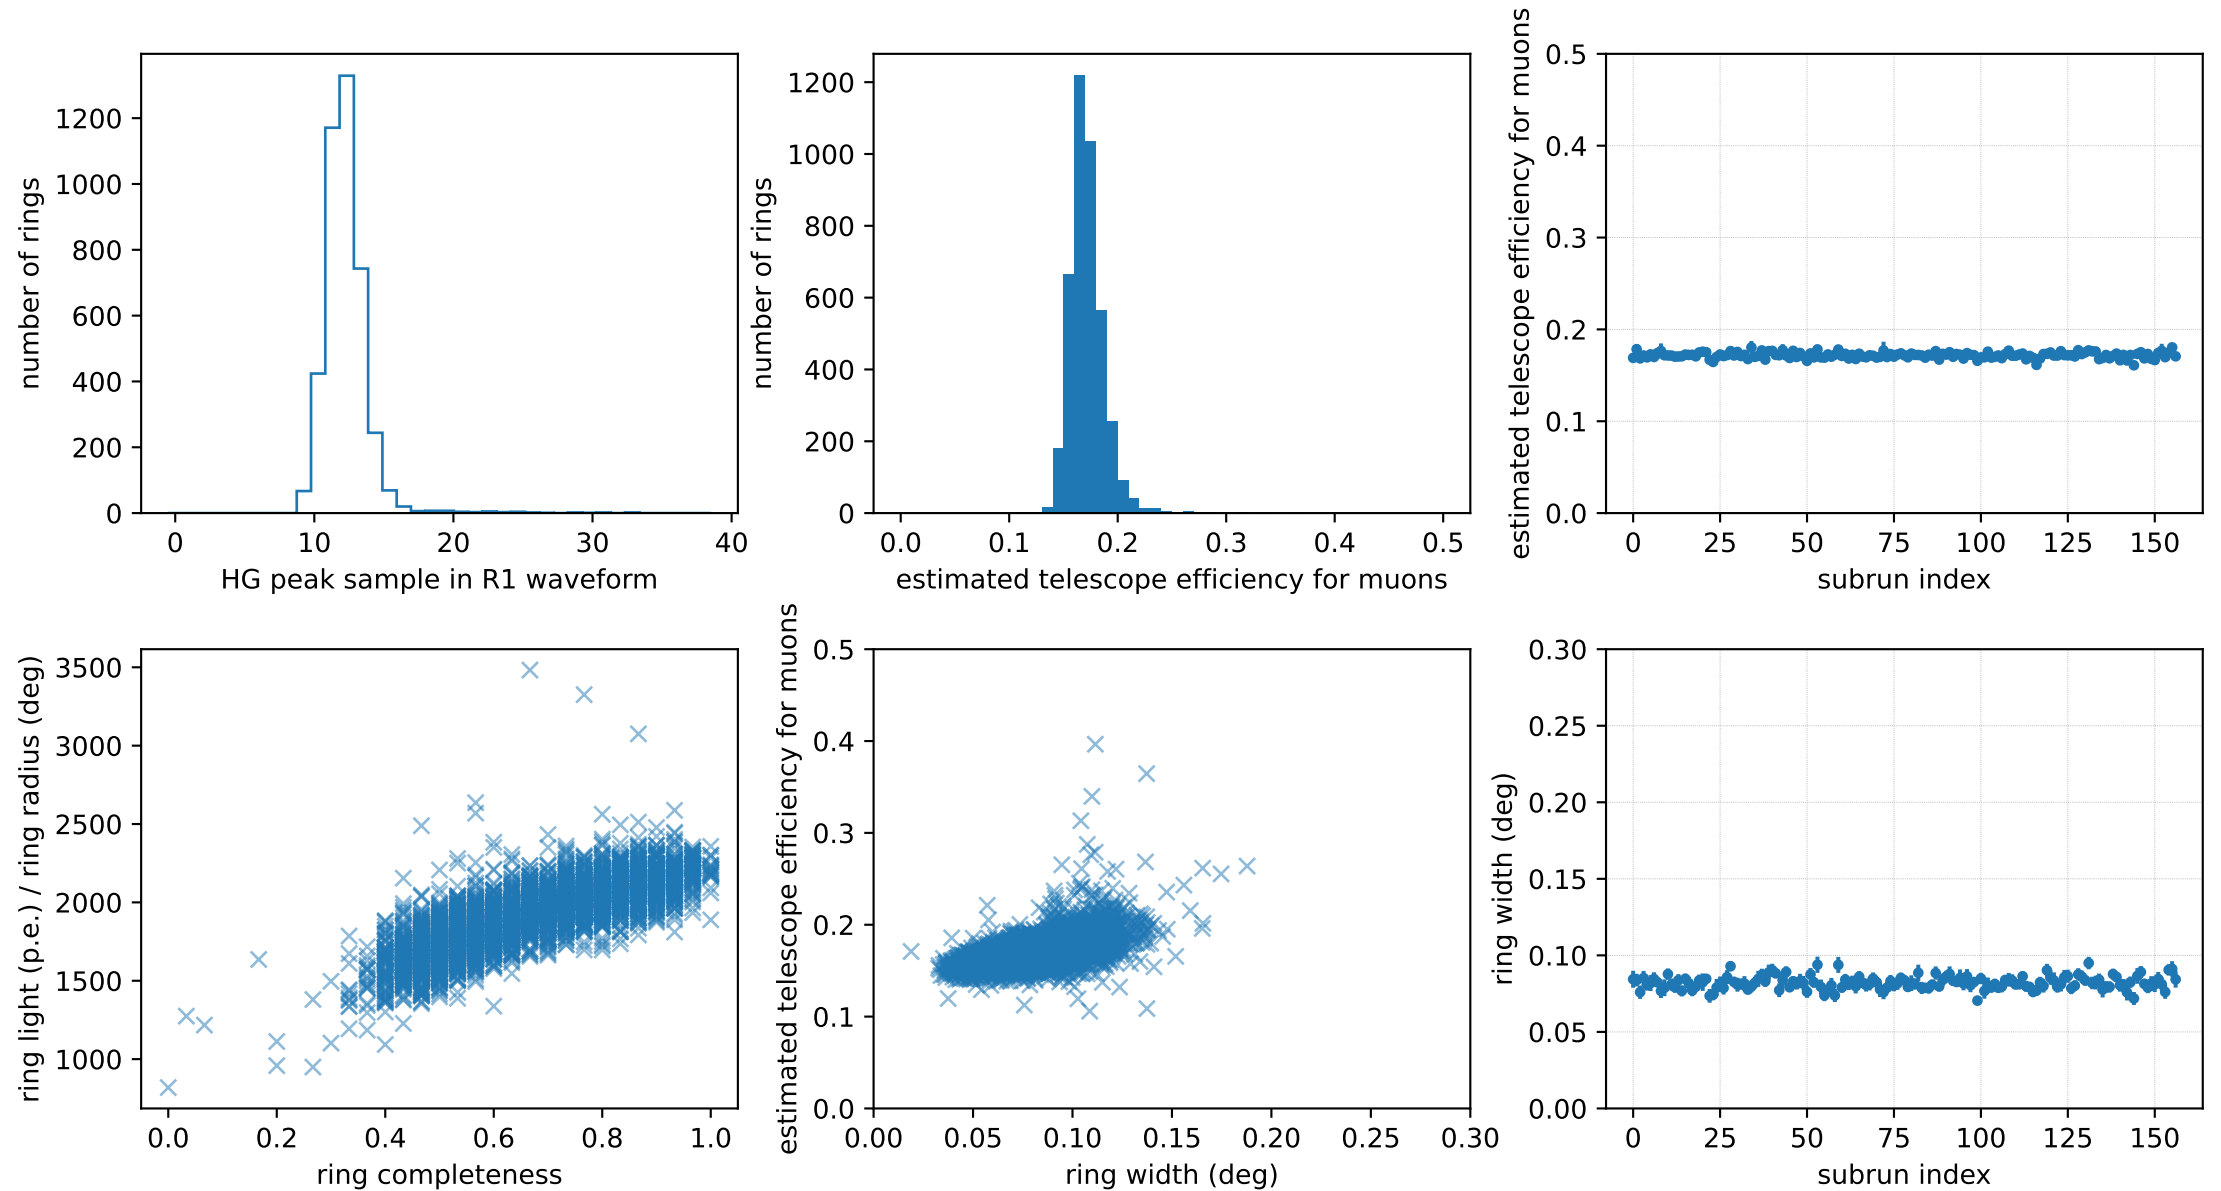 number of rings
0
200
400
600
800
1000
1200
0 10 20 30 40
HG peak sample in R1 waveform
number of rings
0
200
400
600
800
1000
1200
0.0 0.1 0.2 0.3 0.4 0.5
estimated telescope efficiency for muons
estimated telescope efficiency for muons
0.0
0.1
0.2
0.3
0.4
0.5
0 25 50 75 100 125 150
subrun index
ring light (p.e.) / ring radius (deg)
1000
1500
2000
2500
3000
3500
0.0 0.2 0.4 0.6 0.8 1.0
ring completeness
estimated telescope efficiency for muons
0.0
0.1
0.2
0.3
0.4
0.5
0.00 0.05 0.10 0.15 0.20 0.25 0.30
ring width (deg)
ring width (deg)
0.00
0.05
0.10
0.15
0.20
0.25
0.30
0 25 50 75 100 125 150
subrun index